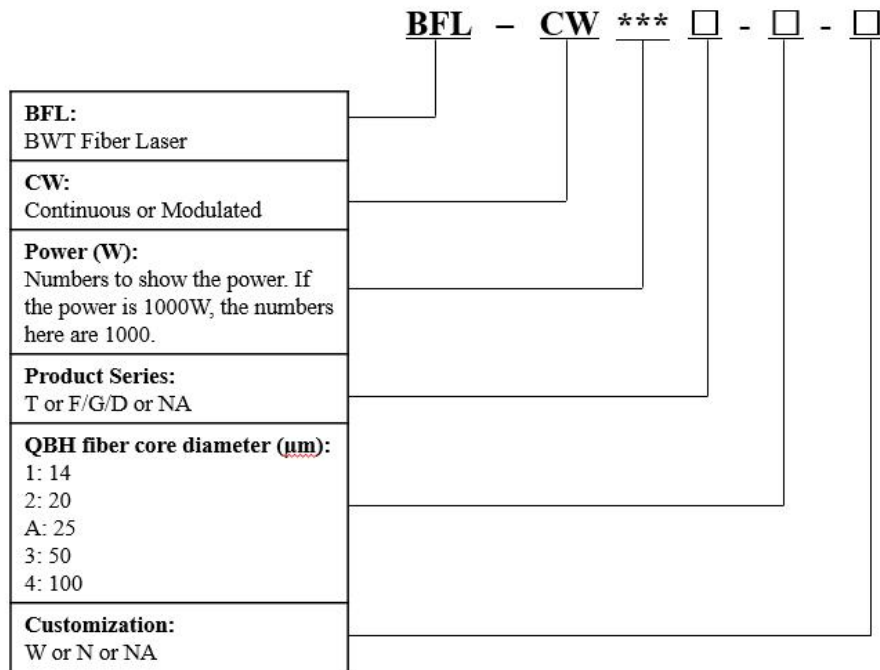 BFL – CW *** □ - □ - □
BFL:
BWT Fiber Laser
CW:
Continuous or Modulated
Power (W):
Numbers to show the power. If
the power is 1000W, the numbers
here are 1000.
Product Series:
T or F/G/D or NA
QBH fiber core diameter (μm):
1: 14
2: 20
A: 25
3: 50
4: 100
Customization:
W or N or NA